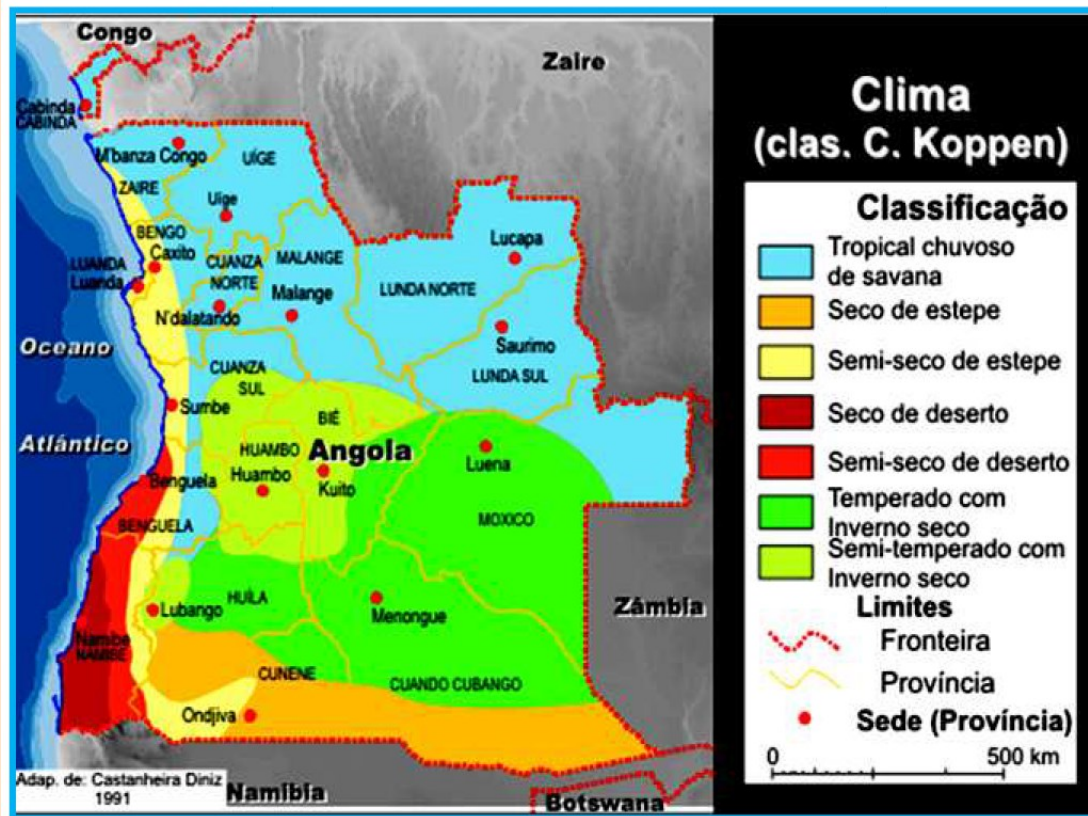 Congo
Zaire
Cabinda
CABINDA
M'banza Congo
UÍGE
ZAIRE
Uíge
BENGO
Caxito
LUANDA
Luanda
CUANZA
NORTE
MALANGE
Malange
N'dalatando
LUNDA NORTE
Lucapa
Saurimo
LUNDA SUL
Oceano
Atlántico
CUANZA
SUL
Sumbe
BIÉ
HUAMBO
Angola
Huambo
Kuito
Luena
Benguela
BENGUELA
MOXICO
HUÍLA
Lubango
Menongue
Zámbia
Namibe
NAMIBE
CUNENE
CUANDO CUBANGO
Ondjiva
Adap. de: Castanheira Diniz
1991
Namibia
Botswana
Clima
(clas. C. Koppen)
Classificação
Tropical chuvoso
de savana
Seco de estepe
Semi-seco de estepe
Seco de deserto
Semi-seco de deserto
Temperado com
Inverno seco
Semi-temperado com
Inverno seco
Limites
Fronteira
Província
Sede (Província)
0
500 km